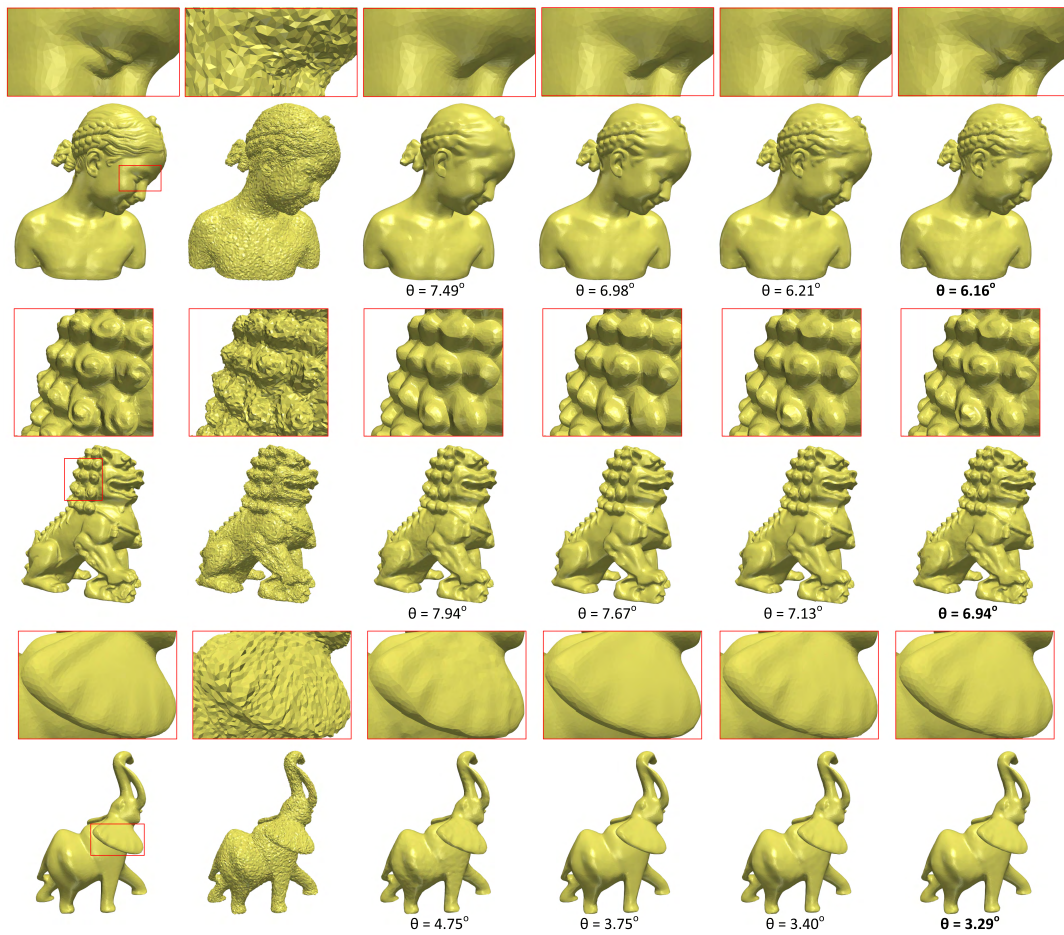 θ = 7.49° θ = 6.98° θ = 6.21° θ = 6.16°
θ = 7.94° θ = 7.67° θ = 7.13° θ = 6.94°
θ = 4.75° θ = 3.75° θ = 3.40° θ = 3.29°